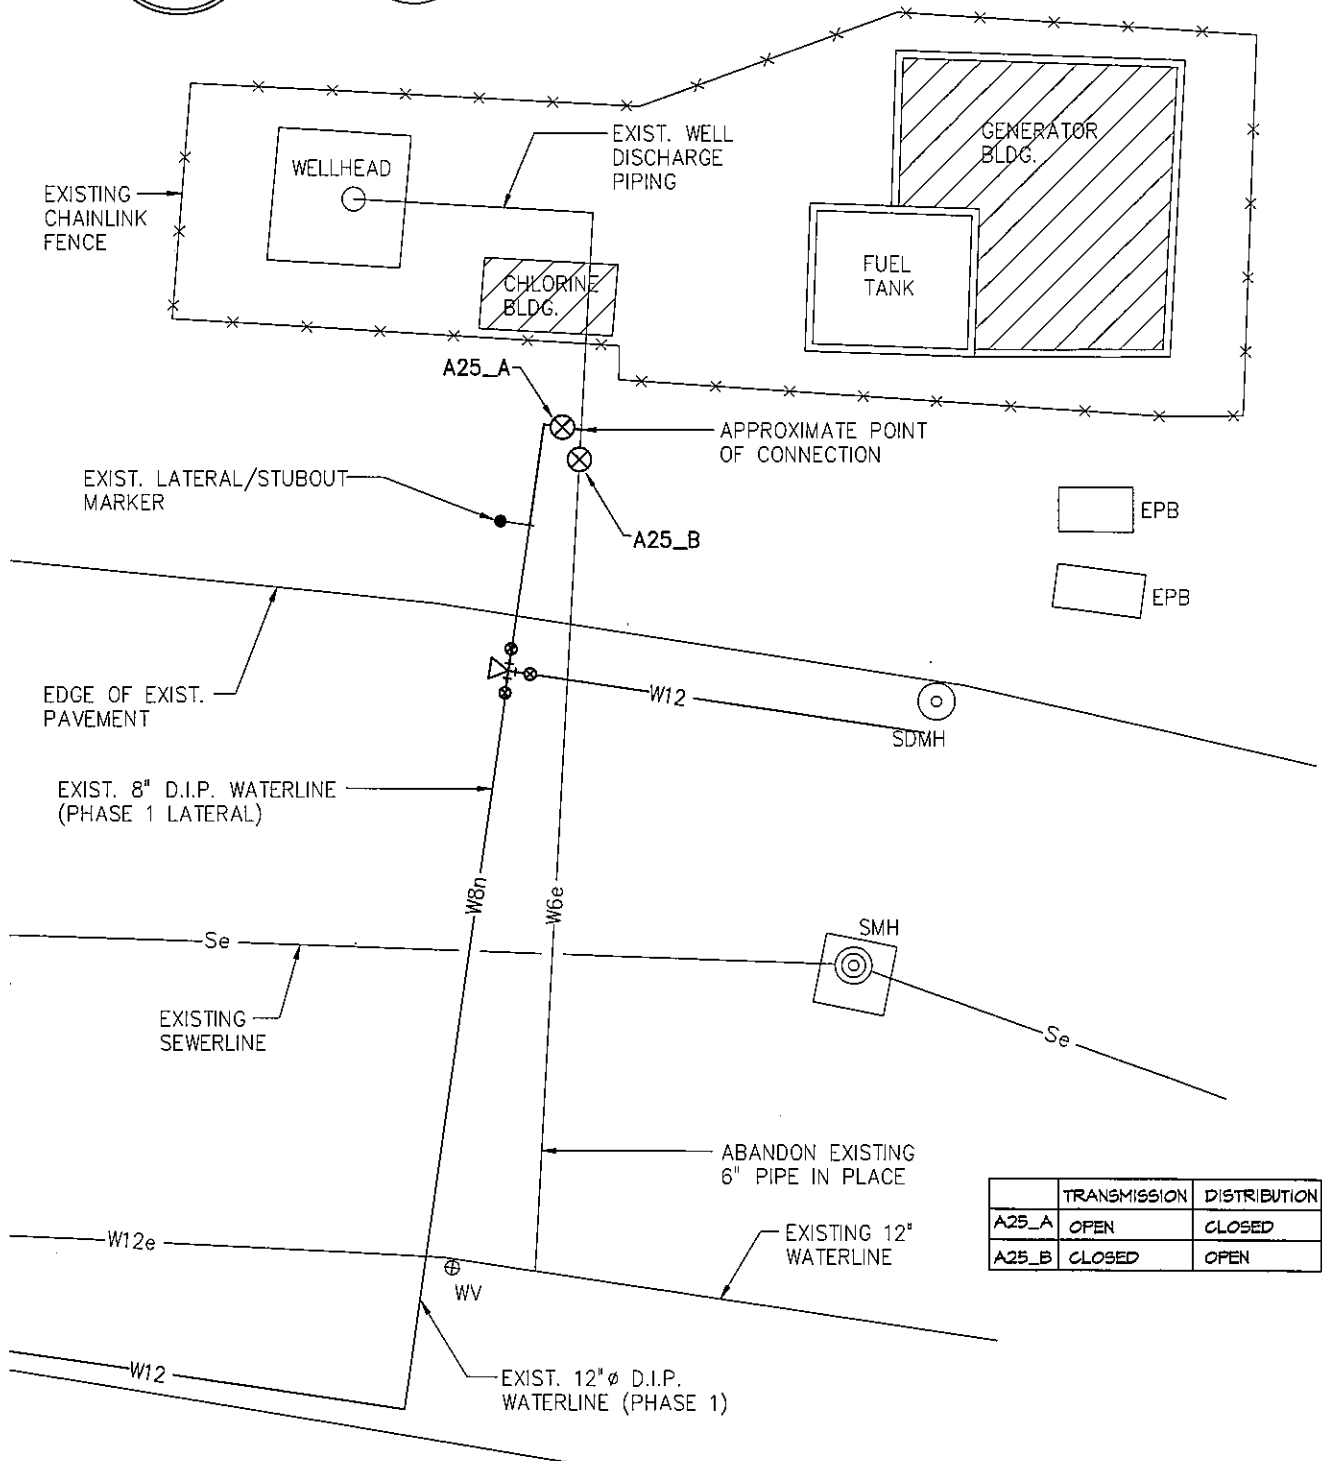 EXIST. WELL
DISCHARGE
PIPING
GENERATOR
BLDG.
WELLHEAD
EXISTING
CHAINLINK
FENCE
FUEL
TANK
CHLORINE
BLDG.
A25_A
APPROXIMATE POINT
OF CONNECTION
EXIST. LATERAL/STUBOUT
MARKER
EPB
A25_B
EPB
EDGE OF EXIST.
PAVEMENT
W12
SDMH
EXIST. 8" D.I.P. WATERLINE
(PHASE 1 LATERAL)
W8n
W6e
SMH
Se
EXISTING
SEWERLINE
Se
ABANDON EXISTING
6" PIPE IN PLACE
TRANSMISSION DISTRIBUTION
A25_A OPEN CLOSED
A25_B CLOSED OPEN
W12e
EXISTING 12"
WATERLINE
WV
W12
EXIST. 12"ø D.I.P.
WATERLINE (PHASE 1)